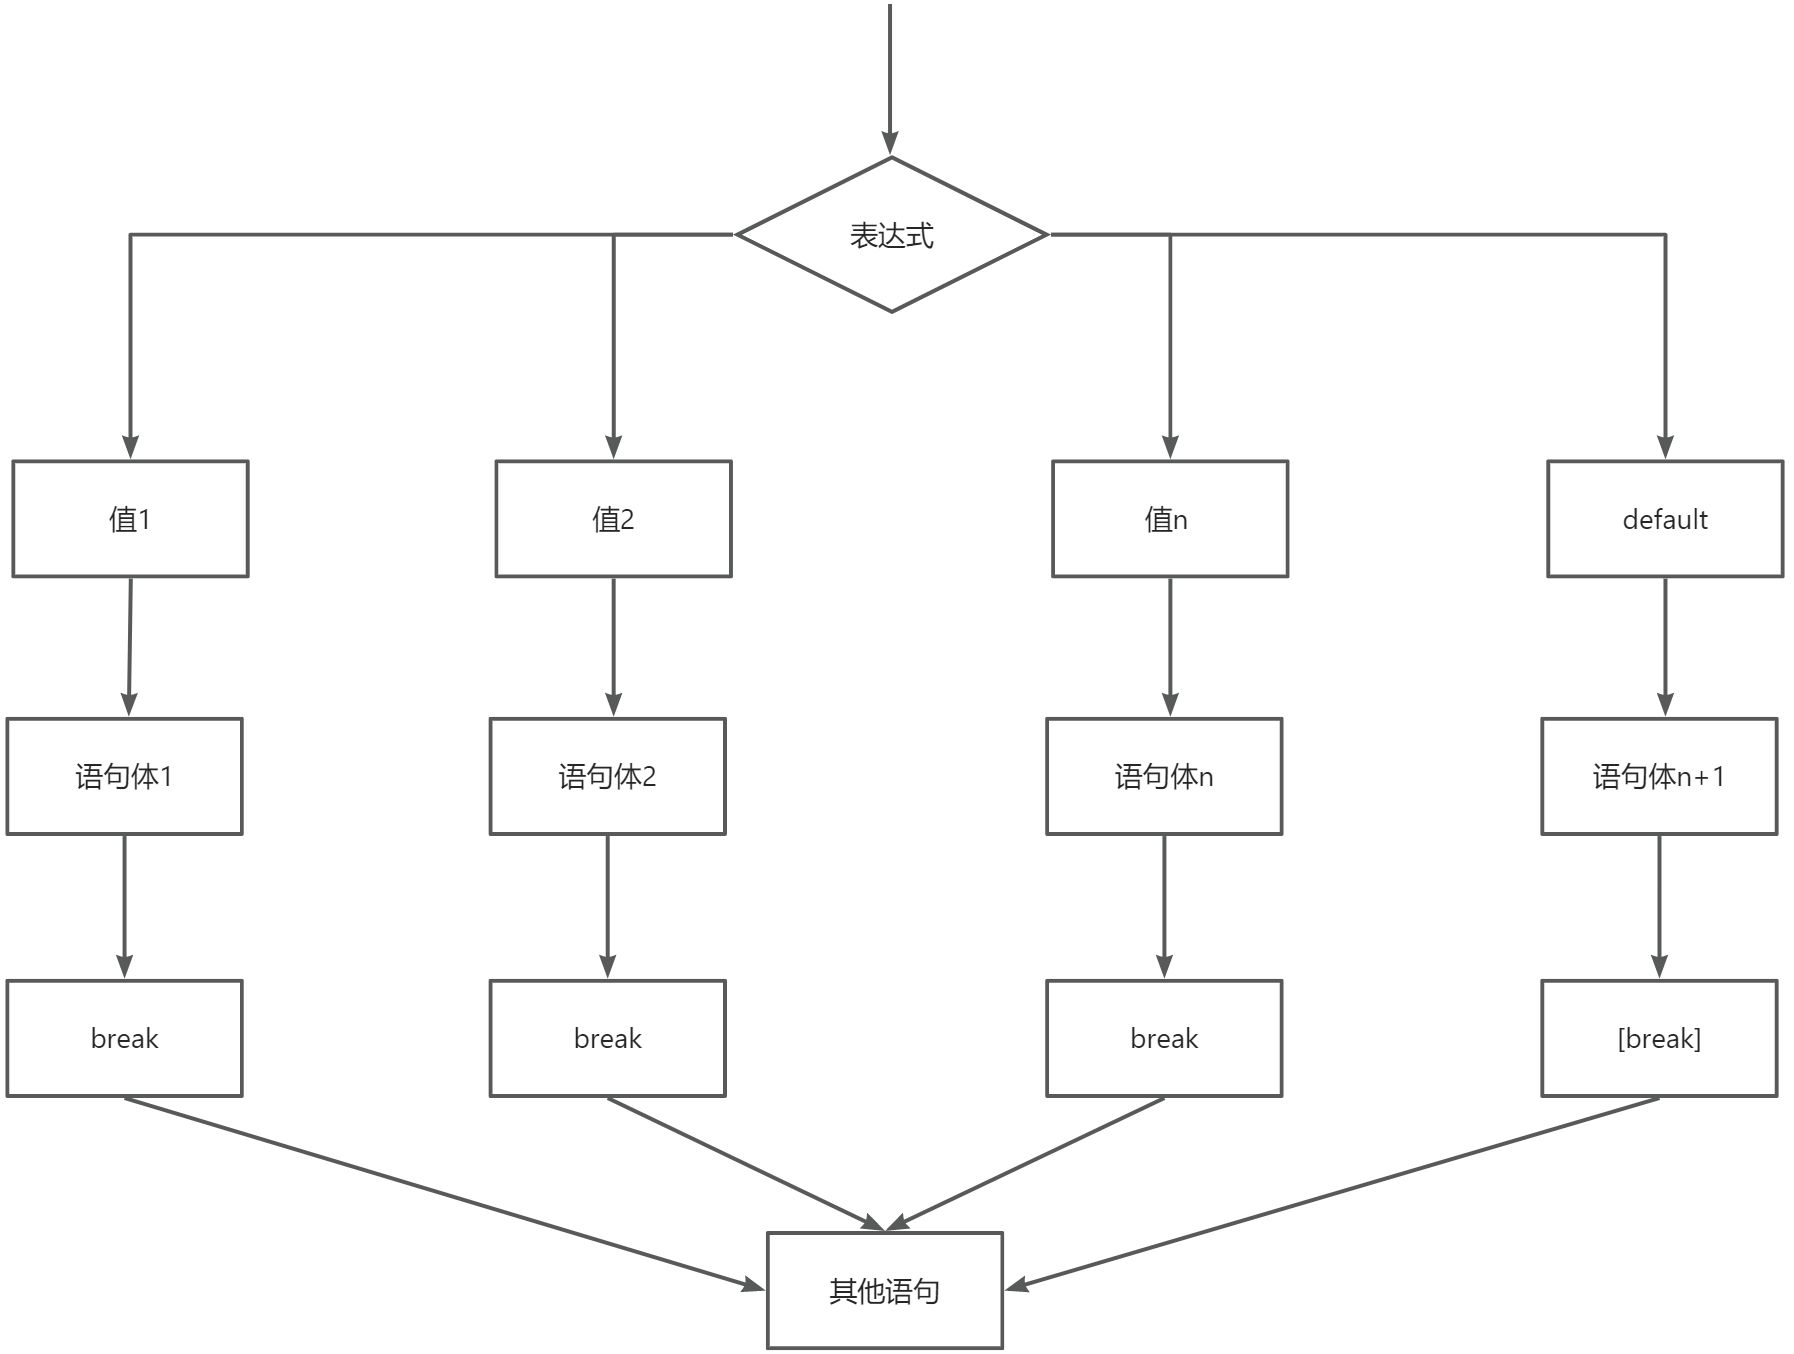 表达式
值1
值2
值n
default
语句体1
语句体2
语句体n
语句体n+1
break
break
break
[break]
其他语句